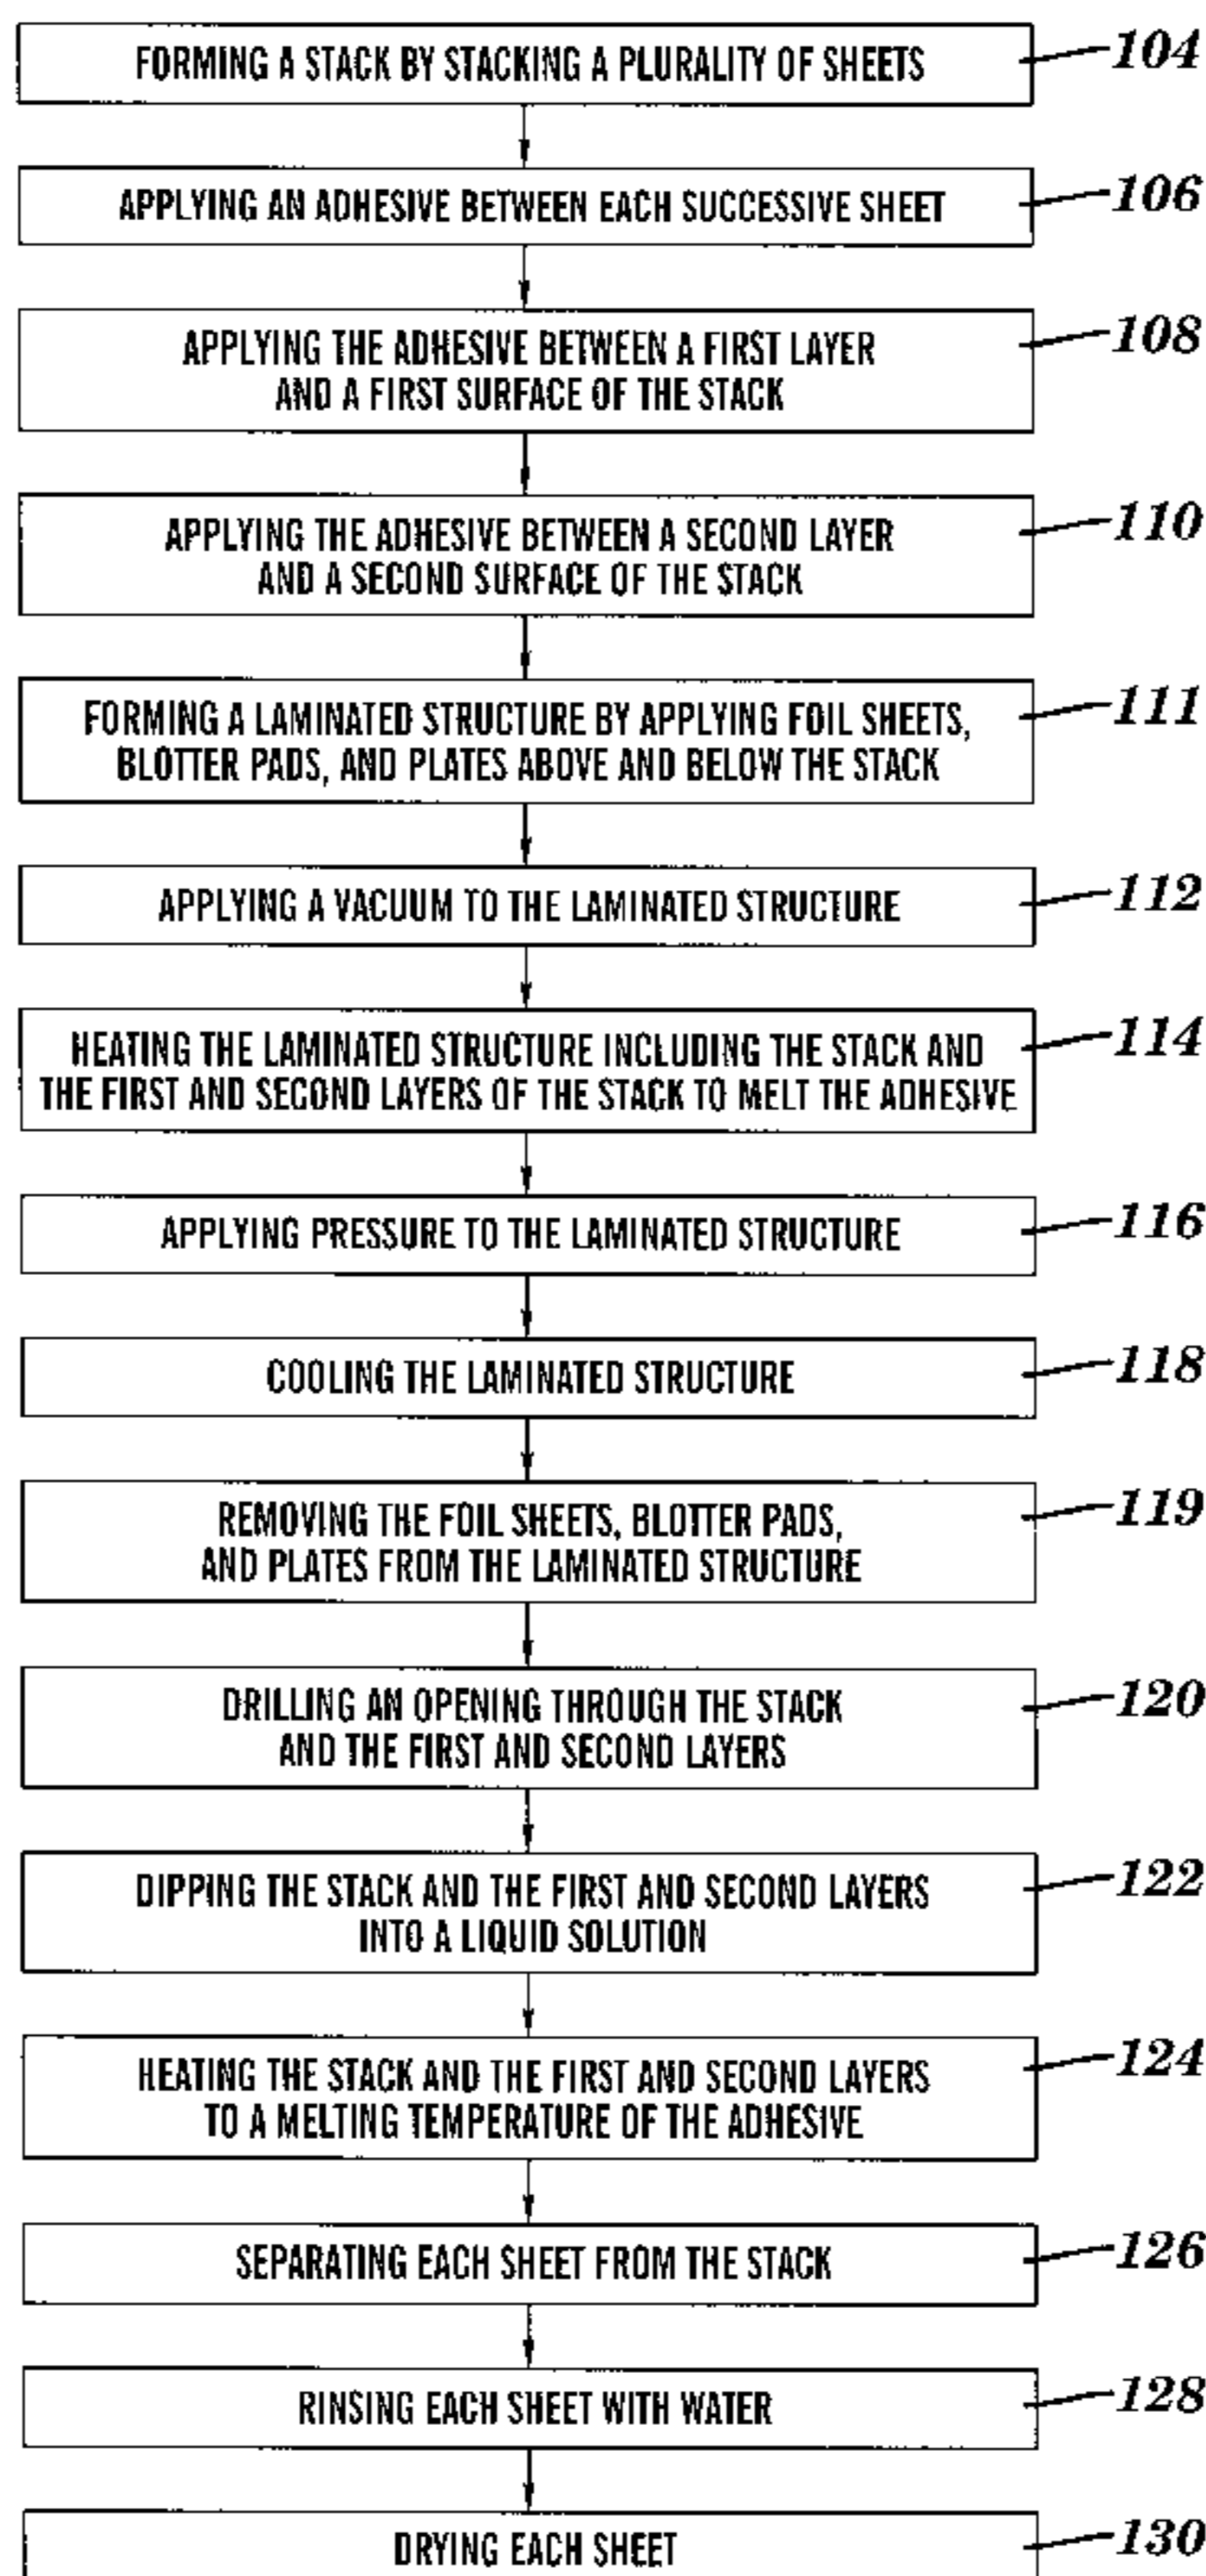 FORMING A STACK BY STACKING A PLURALITY OF SHEETS
104
APPLYING AN ADHESIVE BETWEEN EACH SUCCESSIVE SHEET
106
APPLYING THE ADHESIVE BETWEEN A FIRST LAYER
AND A FIRST SURFACE OF THE STACK
108
APPLYING THE ADHESIVE BETWEEN A SECOND LAYER
AND A SECOND SURFACE OF THE STACK
110
FORMING A LAMINATED STRUCTURE BY APPLYING FOIL SHEETS,
BLOTTER PADS, AND PLATES ABOVE AND BELOW THE STACK
111
APPLYING A VACUUM TO THE LAMINATED STRUCTURE
112
HEATING THE LAMINATED STRUCTURE INCLUDING THE STACK AND
THE FIRST AND SECOND LAYERS OF THE STACK TO MELT THE ADHESIVE
114
APPLYING PRESSURE TO THE LAMINATED STRUCTURE
116
COOLING THE LAMINATED STRUCTURE
118
REMOVING THE FOIL SHEETS, BLOTTER PADS,
AND PLATES FROM THE LAMINATED STRUCTURE
119
DRILLING AN OPENING THROUGH THE STACK
AND THE FIRST AND SECOND LAYERS
120
DIPPING THE STACK AND THE FIRST AND SECOND LAYERS
INTO A LIQUID SOLUTION
122
HEATING THE STACK AND THE FIRST AND SECOND LAYERS
TO A MELTING TEMPERATURE OF THE ADHESIVE
124
SEPARATING EACH SHEET FROM THE STACK
126
RINSING EACH SHEET WITH WATER
128
DRYING EACH SHEET
130